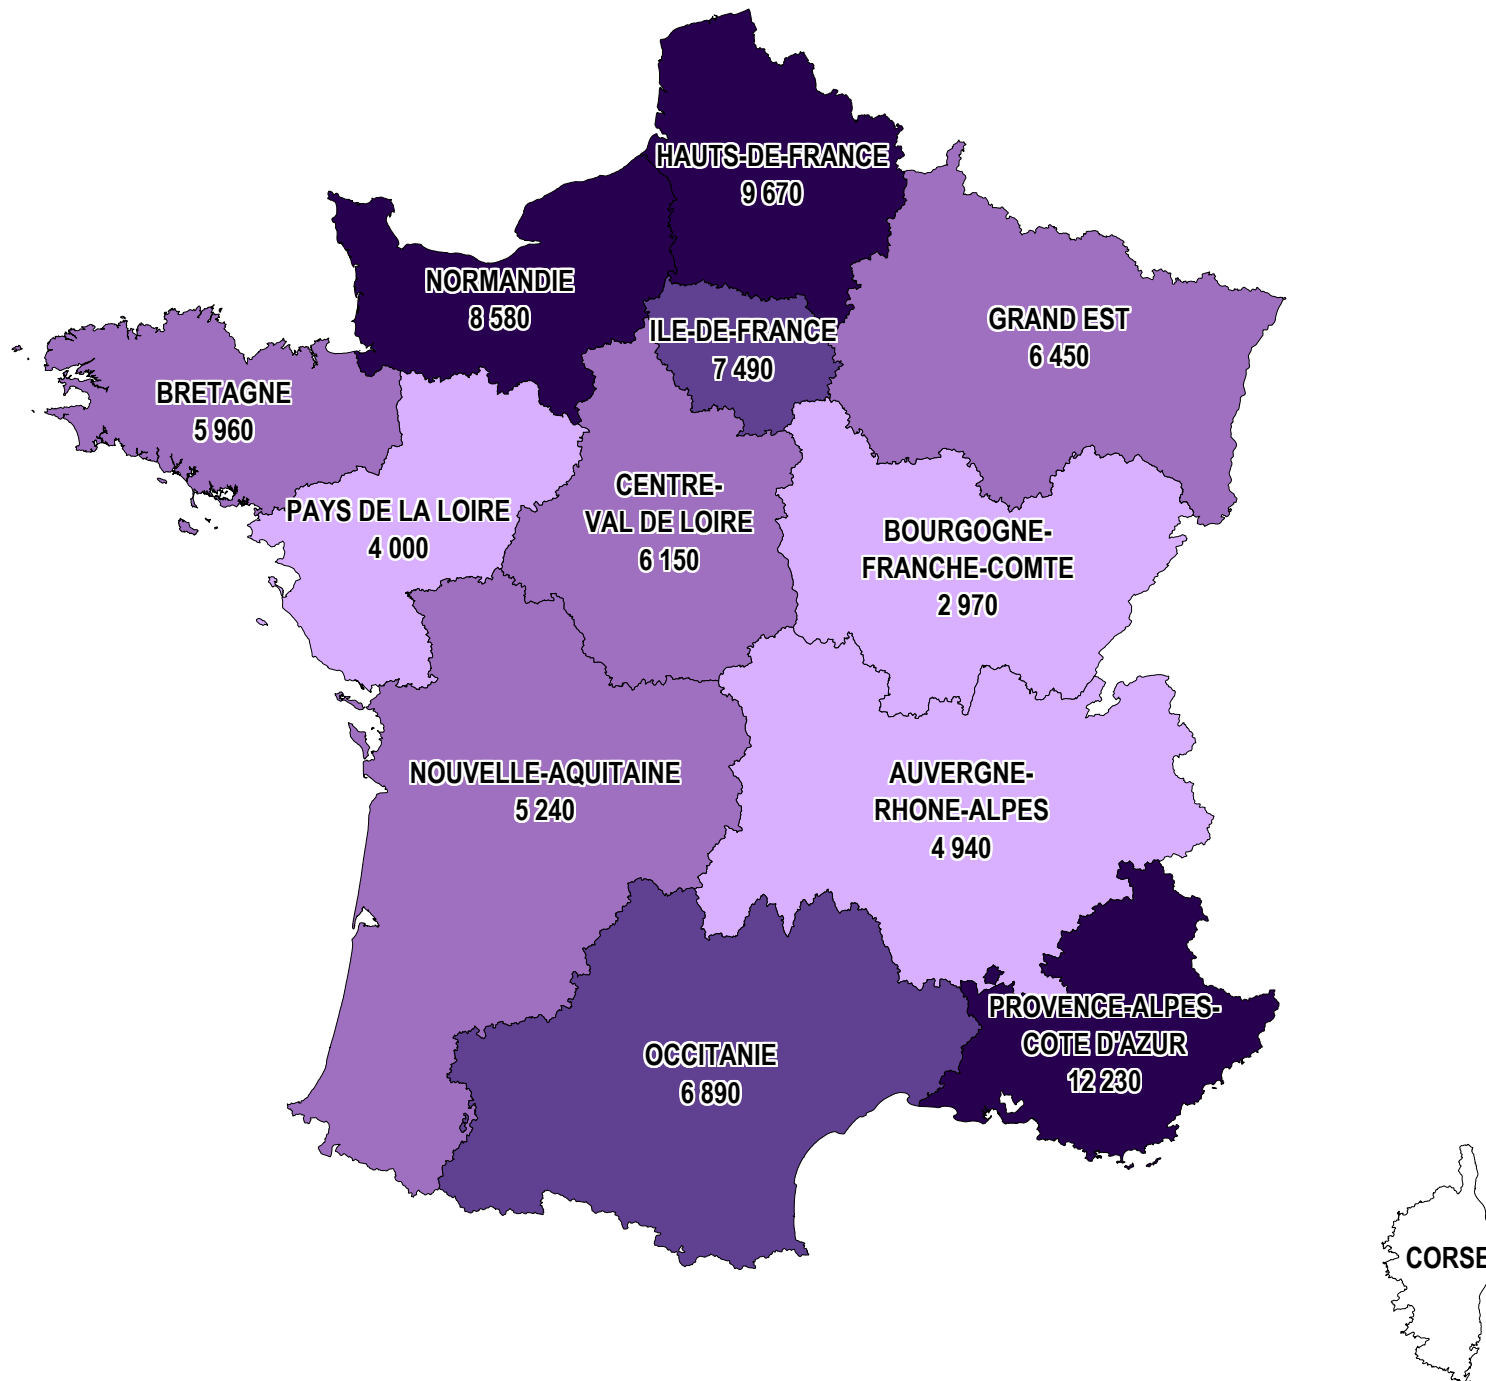 HAUTS-DE-FRANCE
9 670
NORMANDIE
8 580
ILE-DE-FRANCE
7 490
GRAND EST
6 450
BRETAGNE
5 960
PAYS DE LA LOIRE
4 000
CENTRE-
VAL DE LOIRE
6 150
BOURGOGNE-
FRANCHE-COMTE
2 970
NOUVELLE-AQUITAINE
5 240
AUVERGNE-
RHONE-ALPES
4 940
OCCITANIE
6 890
PROVENCE-ALPES-
COTE D'AZUR
12 230
CORSE